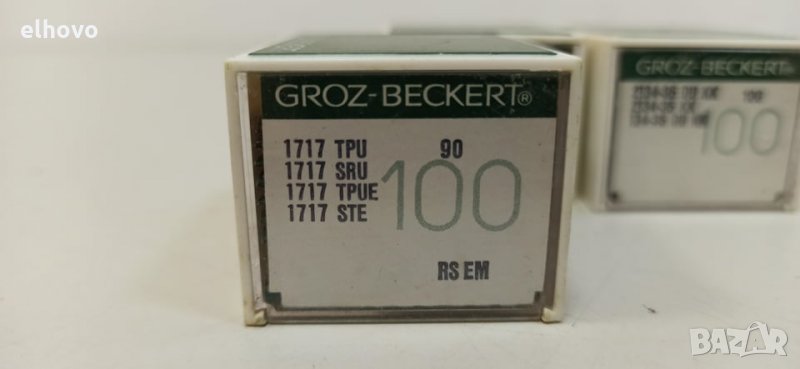 elhovo
GROZ-BECKERT®
1717 TPU 90
1717 SRU
1717 TPUE
1717 STE
100
RS EM
GROZ-BECKERT®
100
100
BAZAR